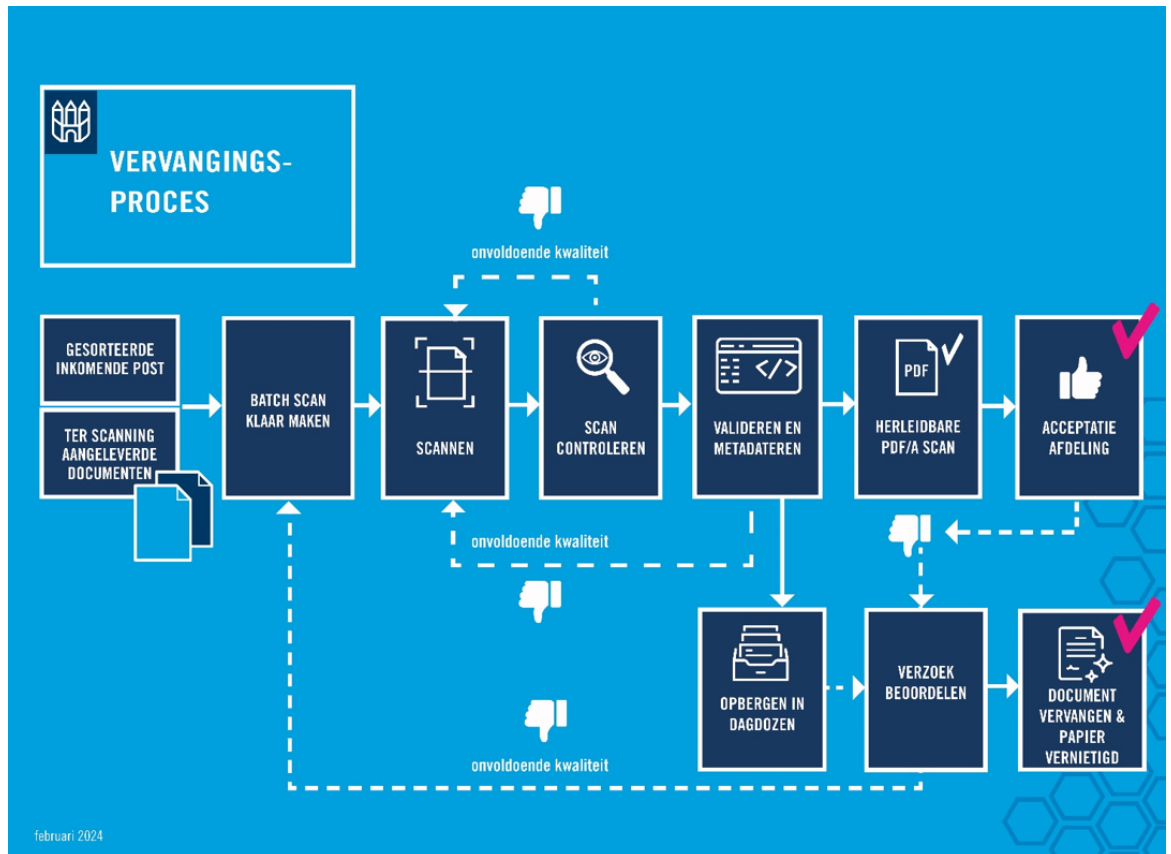 VERVANGINGS-
PROCES
onvoldoende kwaliteit
GESORTEERDE
INKOMENDE POST
TER SCANNING
AANGELEVERDE
DOCUMENTEN
BATCH SCAN
KLAAR MAKEN
SCANNEN
SCAN
CONTROLEREN
</>
VALIDEREN EN
METADATEREN
PDF
HERLEIDBARE
PDF/A SCAN
ACCEPTATIE
AFDELING
onvoldoende kwaliteit
OPBERGEN IN
DAGDOZEN
VERZOEK
BEOORDELEN
DOCUMENT
VERVANGEN &
PAPIER
VERNIETIGD
onvoldoende kwaliteit
februari 2024